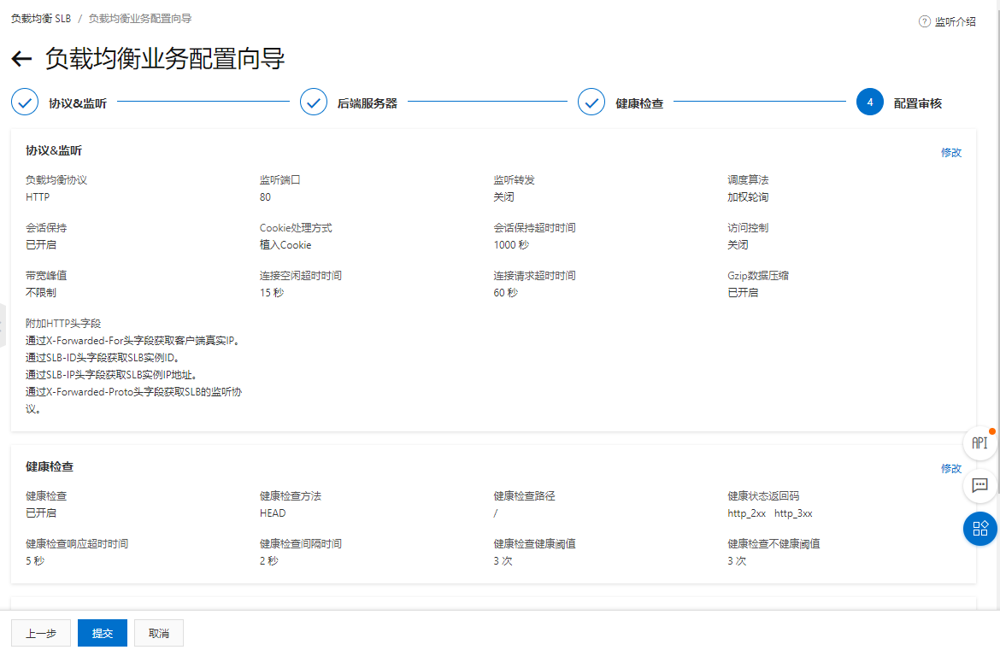 负载均衡 SLB / 负载均衡业务配置向导
? 监听介绍
← 负载均衡业务配置向导
协议&监听 后端服务器 健康检查 4 配置审核
协议&监听 修改
负载均衡协议 监听端口 监听转发 调度算法
HTTP 80 关闭 加权轮询
会话保持 Cookie处理方式 会话保持超时时间 访问控制
已开启 植入Cookie 1000 秒 关闭
带宽峰值 连接空闲超时时间 连接请求超时时间 Gzip数据压缩
不限制 15 秒 60 秒 已开启
附加HTTP头字段
通过X-Forwarded-For头字段获取客户端真实IP。
通过SLB-ID头字段获取SLB实例ID。
通过SLB-IP头字段获取SLB实例IP地址。
通过X-Forwarded-Proto头字段获取SLB的监听协
议。
API
健康检查 修改
健康检查 健康检查方法 健康检查路径 健康状态返回码
已开启 HEAD / http_2xx http_3xx
健康检查响应超时时间 健康检查间隔时间 健康检查健康阈值 健康检查不健康阈值
5 秒 2 秒 3 次 3 次
上一步 提交 取消